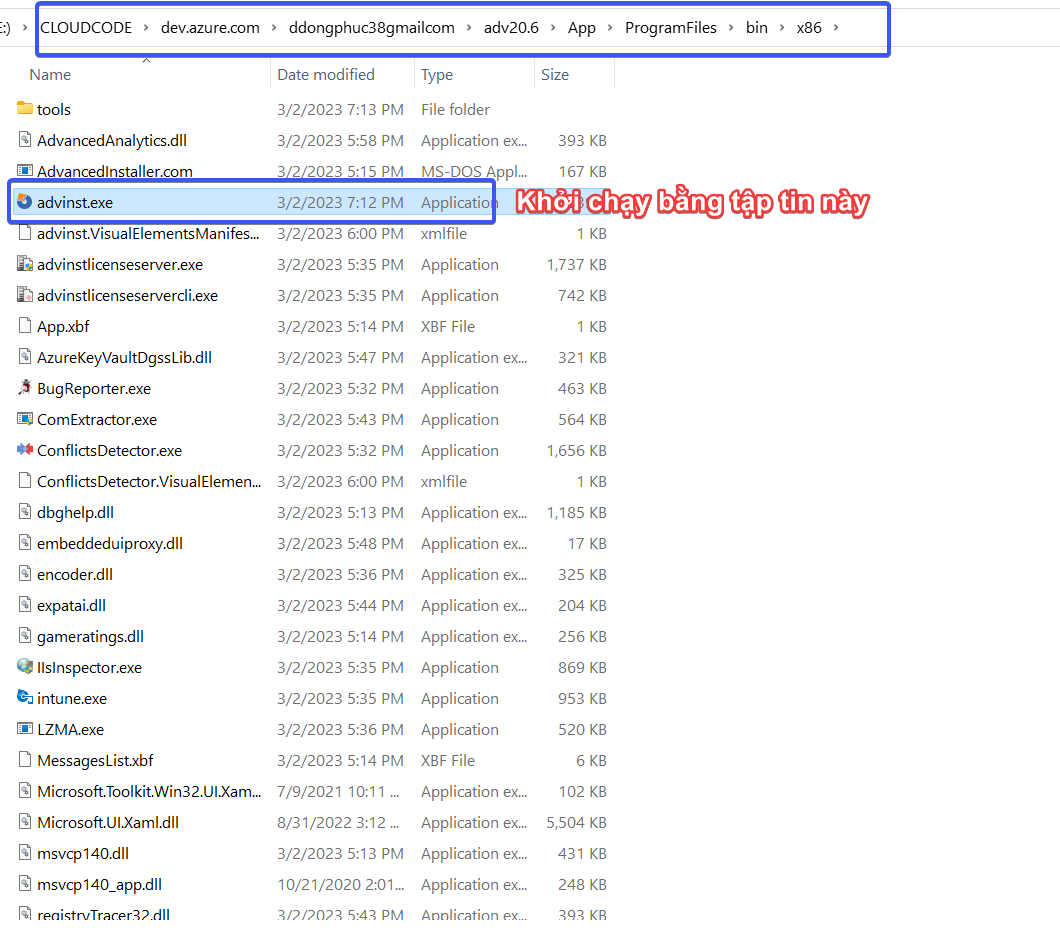 E:) › CLOUDCODE › dev.azure.com › ddongphuc38gmailcom › adv20.6 › App › ProgramFiles › bin › x86 ›
Name Date modified Type Size
tools 3/2/2023 7:13 PM File folder
AdvancedAnalytics.dll 3/2/2023 5:58 PM Application ex... 393 KB
AdvancedInstaller.com 3/2/2023 5:15 PM MS-DOS Appl... 167 KB
advinst.exe 3/2/2023 7:12 PM Application Khởi chạy bằng tập tin này
advinst.VisualElementsManifes... 3/2/2023 6:00 PM xmlfile 1 KB
advinstlicenseserver.exe 3/2/2023 5:35 PM Application 1,737 KB
advinstlicenseservercli.exe 3/2/2023 5:35 PM Application 742 KB
App.xbf 3/2/2023 5:14 PM XBF File 1 KB
AzureKeyVaultDgssLib.dll 3/2/2023 5:47 PM Application ex... 321 KB
BugReporter.exe 3/2/2023 5:32 PM Application 463 KB
ComExtractor.exe 3/2/2023 5:43 PM Application 564 KB
ConflictsDetector.exe 3/2/2023 5:32 PM Application 1,656 KB
ConflictsDetector.VisualElemen... 3/2/2023 6:00 PM xmlfile 1 KB
dbghelp.dll 3/2/2023 5:13 PM Application ex... 1,185 KB
embeddeduiproxy.dll 3/2/2023 5:48 PM Application ex... 17 KB
encoder.dll 3/2/2023 5:36 PM Application ex... 325 KB
expatai.dll 3/2/2023 5:44 PM Application ex... 204 KB
gameratings.dll 3/2/2023 5:14 PM Application ex... 256 KB
IIsInspector.exe 3/2/2023 5:35 PM Application 869 KB
intune.exe 3/2/2023 5:35 PM Application 953 KB
LZMA.exe 3/2/2023 5:36 PM Application 520 KB
MessagesList.xbf 3/2/2023 5:14 PM XBF File 6 KB
Microsoft.Toolkit.Win32.UI.Xam... 7/9/2021 10:11 ... Application ex... 102 KB
Microsoft.UI.Xaml.dll 8/31/2022 3:12 ... Application ex... 5,504 KB
msvcp140.dll 3/2/2023 5:13 PM Application ex... 431 KB
msvcp140_app.dll 10/21/2020 2:01... Application ex... 248 KB
registryTracer32.dll 3/2/2023 5:43 PM Application ex... 393 KB